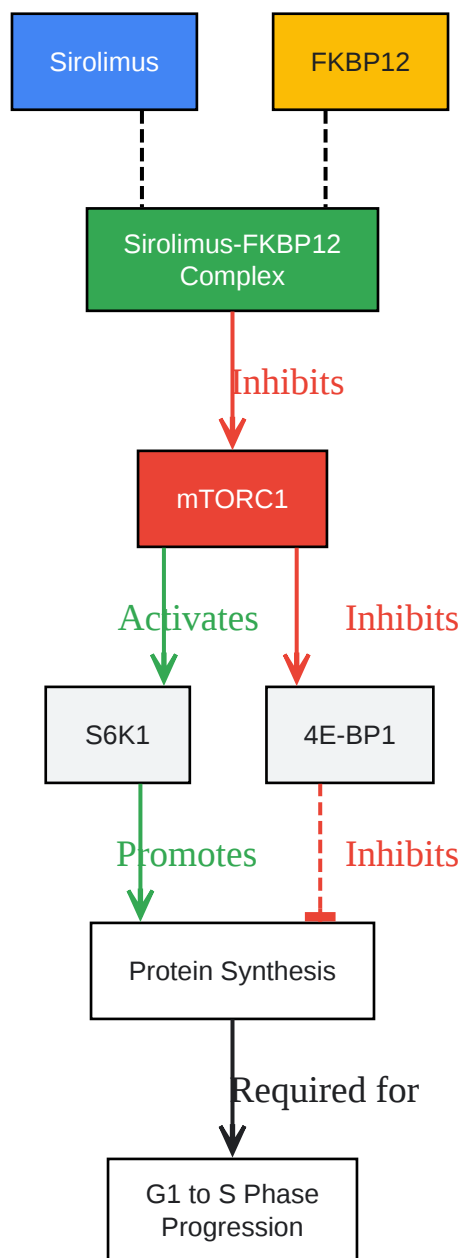 Sirolimus
FKBP12
Sirolimus-FKBP12
Complex
Inhibits
mTORC1
Activates
Inhibits
S6K1
4E-BP1
Promotes
Inhibits
Protein Synthesis
Required for
G1 to S Phase
Progression